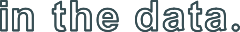 in the data.